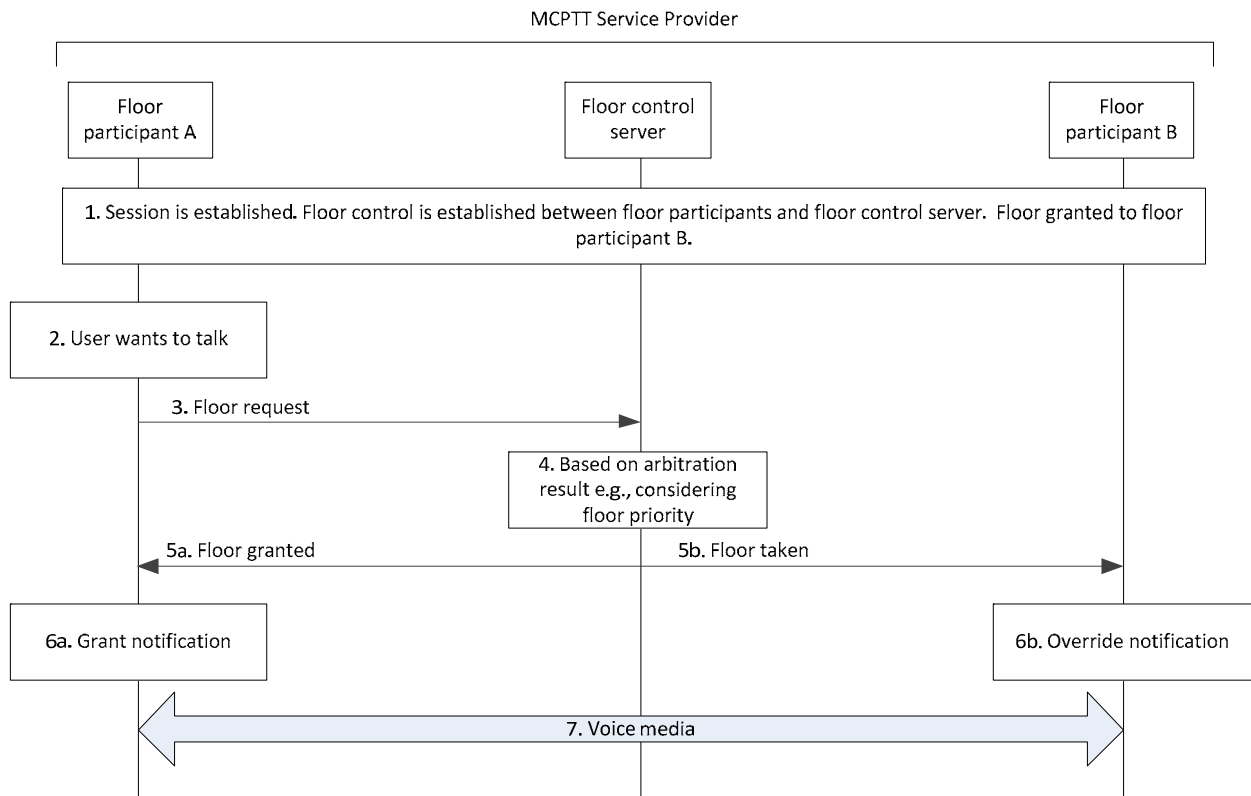 MCPTT Service Provider
Floor
participant A
Floor control
server
Floor
participant B
1. Session is established. Floor control is established between floor participants and floor control server.  Floor granted to floor
participant B.
2. User wants to talk
3. Floor request
4. Based on arbitration
result e.g., considering
floor priority
5a. Floor granted
5b. Floor taken
6a. Grant notification
6b. Override notification
7. Voice media